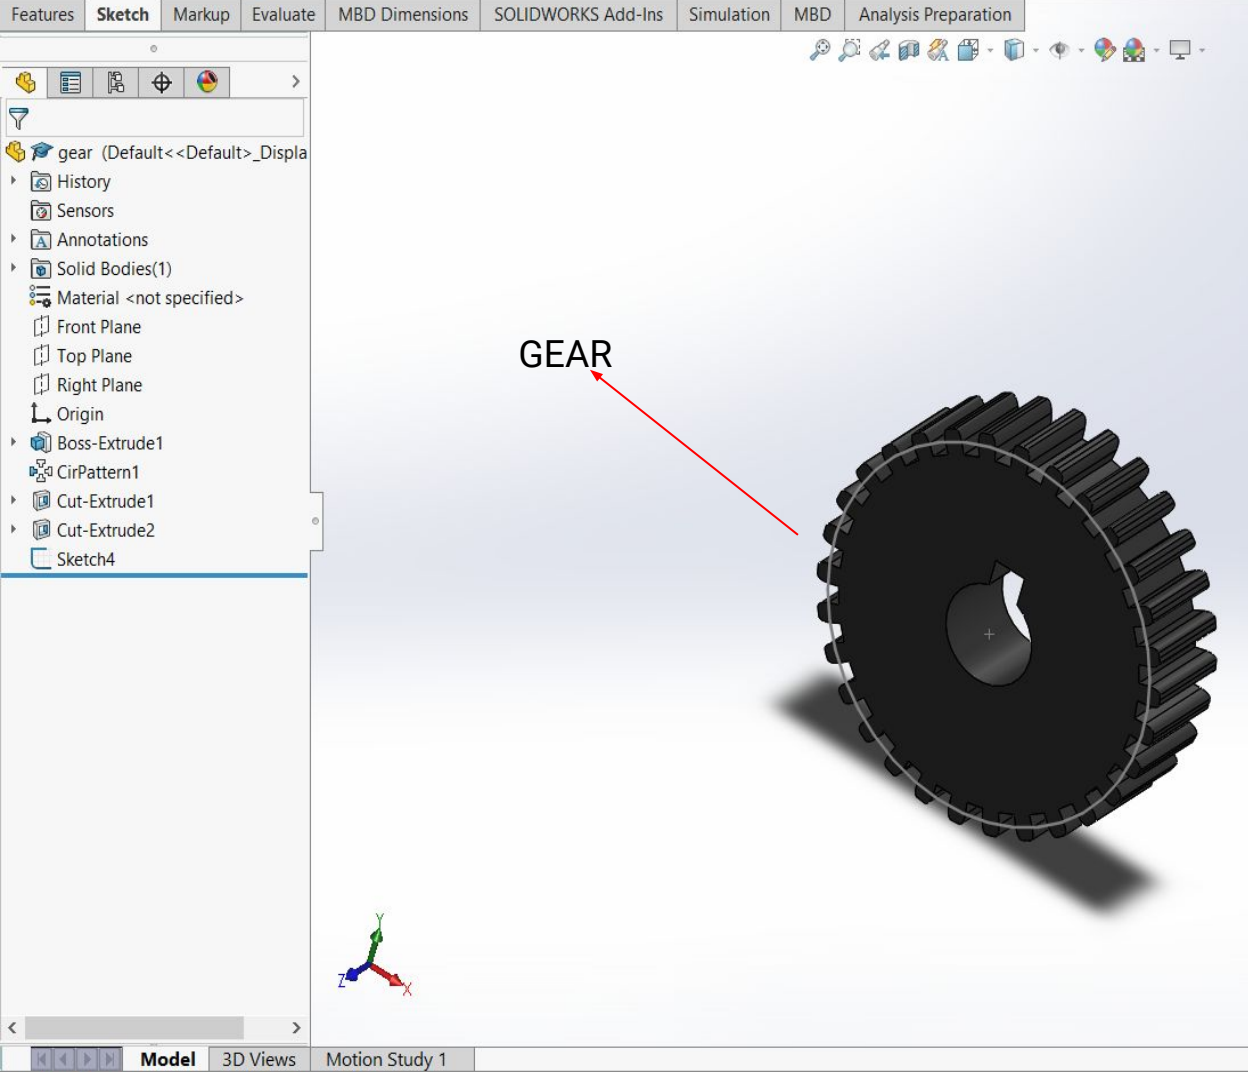 Features Sketch Markup Evaluate MBD Dimensions SOLIDWORKS Add-Ins Simulation MBD Analysis Preparation
gear (Default<<Default>_Displa
History
Sensors
A Annotations
Solid Bodies(1)
Material <not specified>
Front Plane
Top Plane
Right Plane
Origin
Boss-Extrude1
CirPattern1
Cut-Extrude1
Cut-Extrude2
Sketch4
GEAR
Y
Z
X
Model 3D Views Motion Study 1